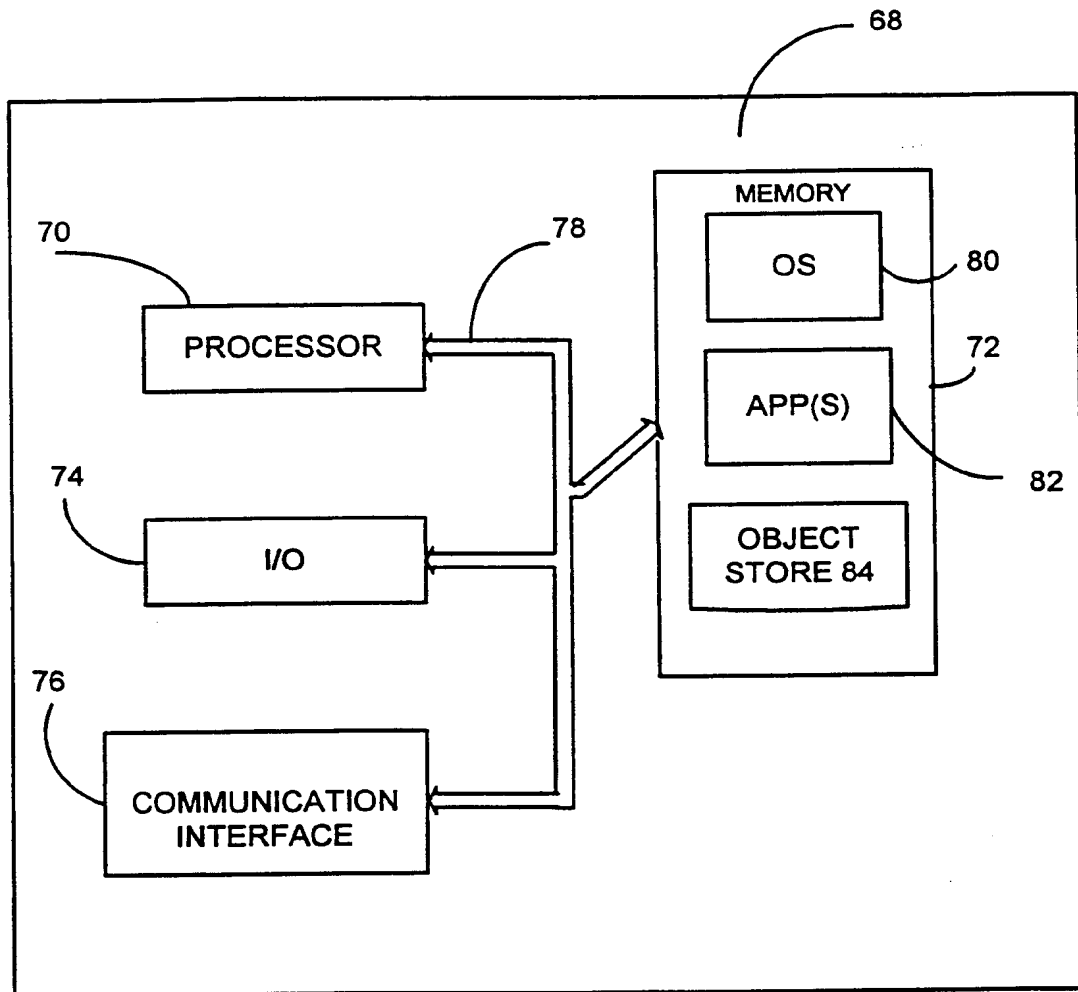 68
MEMORY
70
78
OS
80
PROCESSOR
72
APP(S)
74
82
I/O
OBJECT
STORE 84
76
COMMUNICATION
INTERFACE